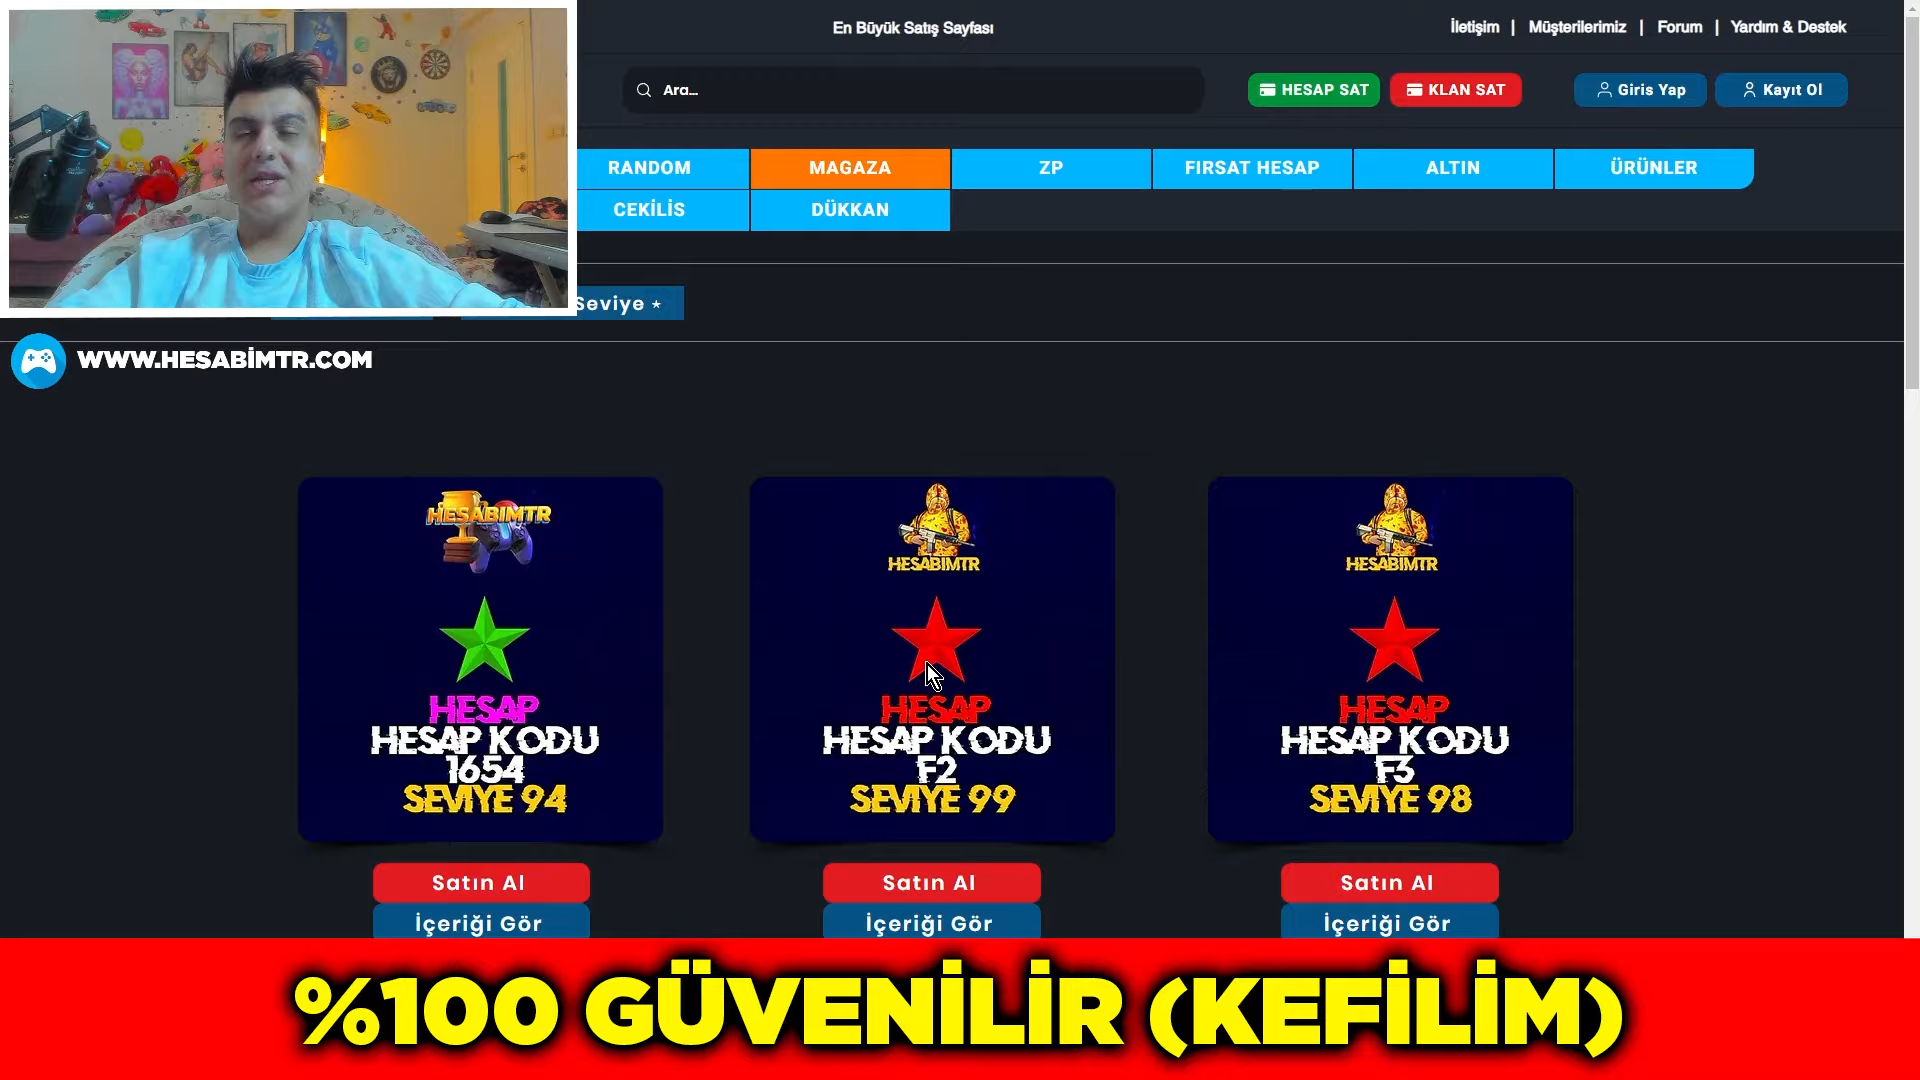 En Büyük Satış Sayfası
İletişim | Müşterilerimiz | Forum | Yardım & Destek
Ara...
HESAP SAT
KLAN SAT
Giris Yap
Kayıt Ol
RANDOM
MAGAZA
ZP
FIRSAT HESAP
ALTIN
ÜRÜNLER
CEKİLİS
DÜKKAN
Seviye ⋆
WWW.HESABİMTR.COM
HESABIMTR
HESAP
HESAP KODU
1654
SEVIYE 94
Satın Al
İçeriği Gör
HESABIMTR
HESAP
HESAP KODU
F2
SEVIYE 99
Satın Al
İçeriği Gör
HESABIMTR
HESAP
HESAP KODU
F3
SEVIYE 98
Satın Al
İçeriği Gör
%100 GÜVENİLİR (KEFİLİM)